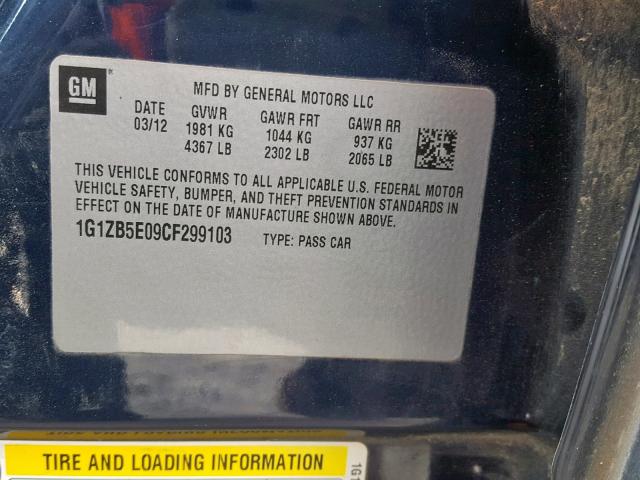 GM
MFD BY GENERAL MOTORS LLC
DATE GVWR GAWR FRT GAWR RR
03/12 1981 KG 1044 KG 937 KG
4367 LB 2302 LB 2065 LB
THIS VEHICLE CONFORMS TO ALL APPLICABLE U.S. FEDERAL MOTOR
VEHICLE SAFETY, BUMPER, AND THEFT PREVENTION STANDARDS IN
EFFECT ON THE DATE OF MANUFACTURE SHOWN ABOVE.
1G1ZB5E09CF299103 TYPE: PASS CAR
TIRE AND LOADING INFORMATION